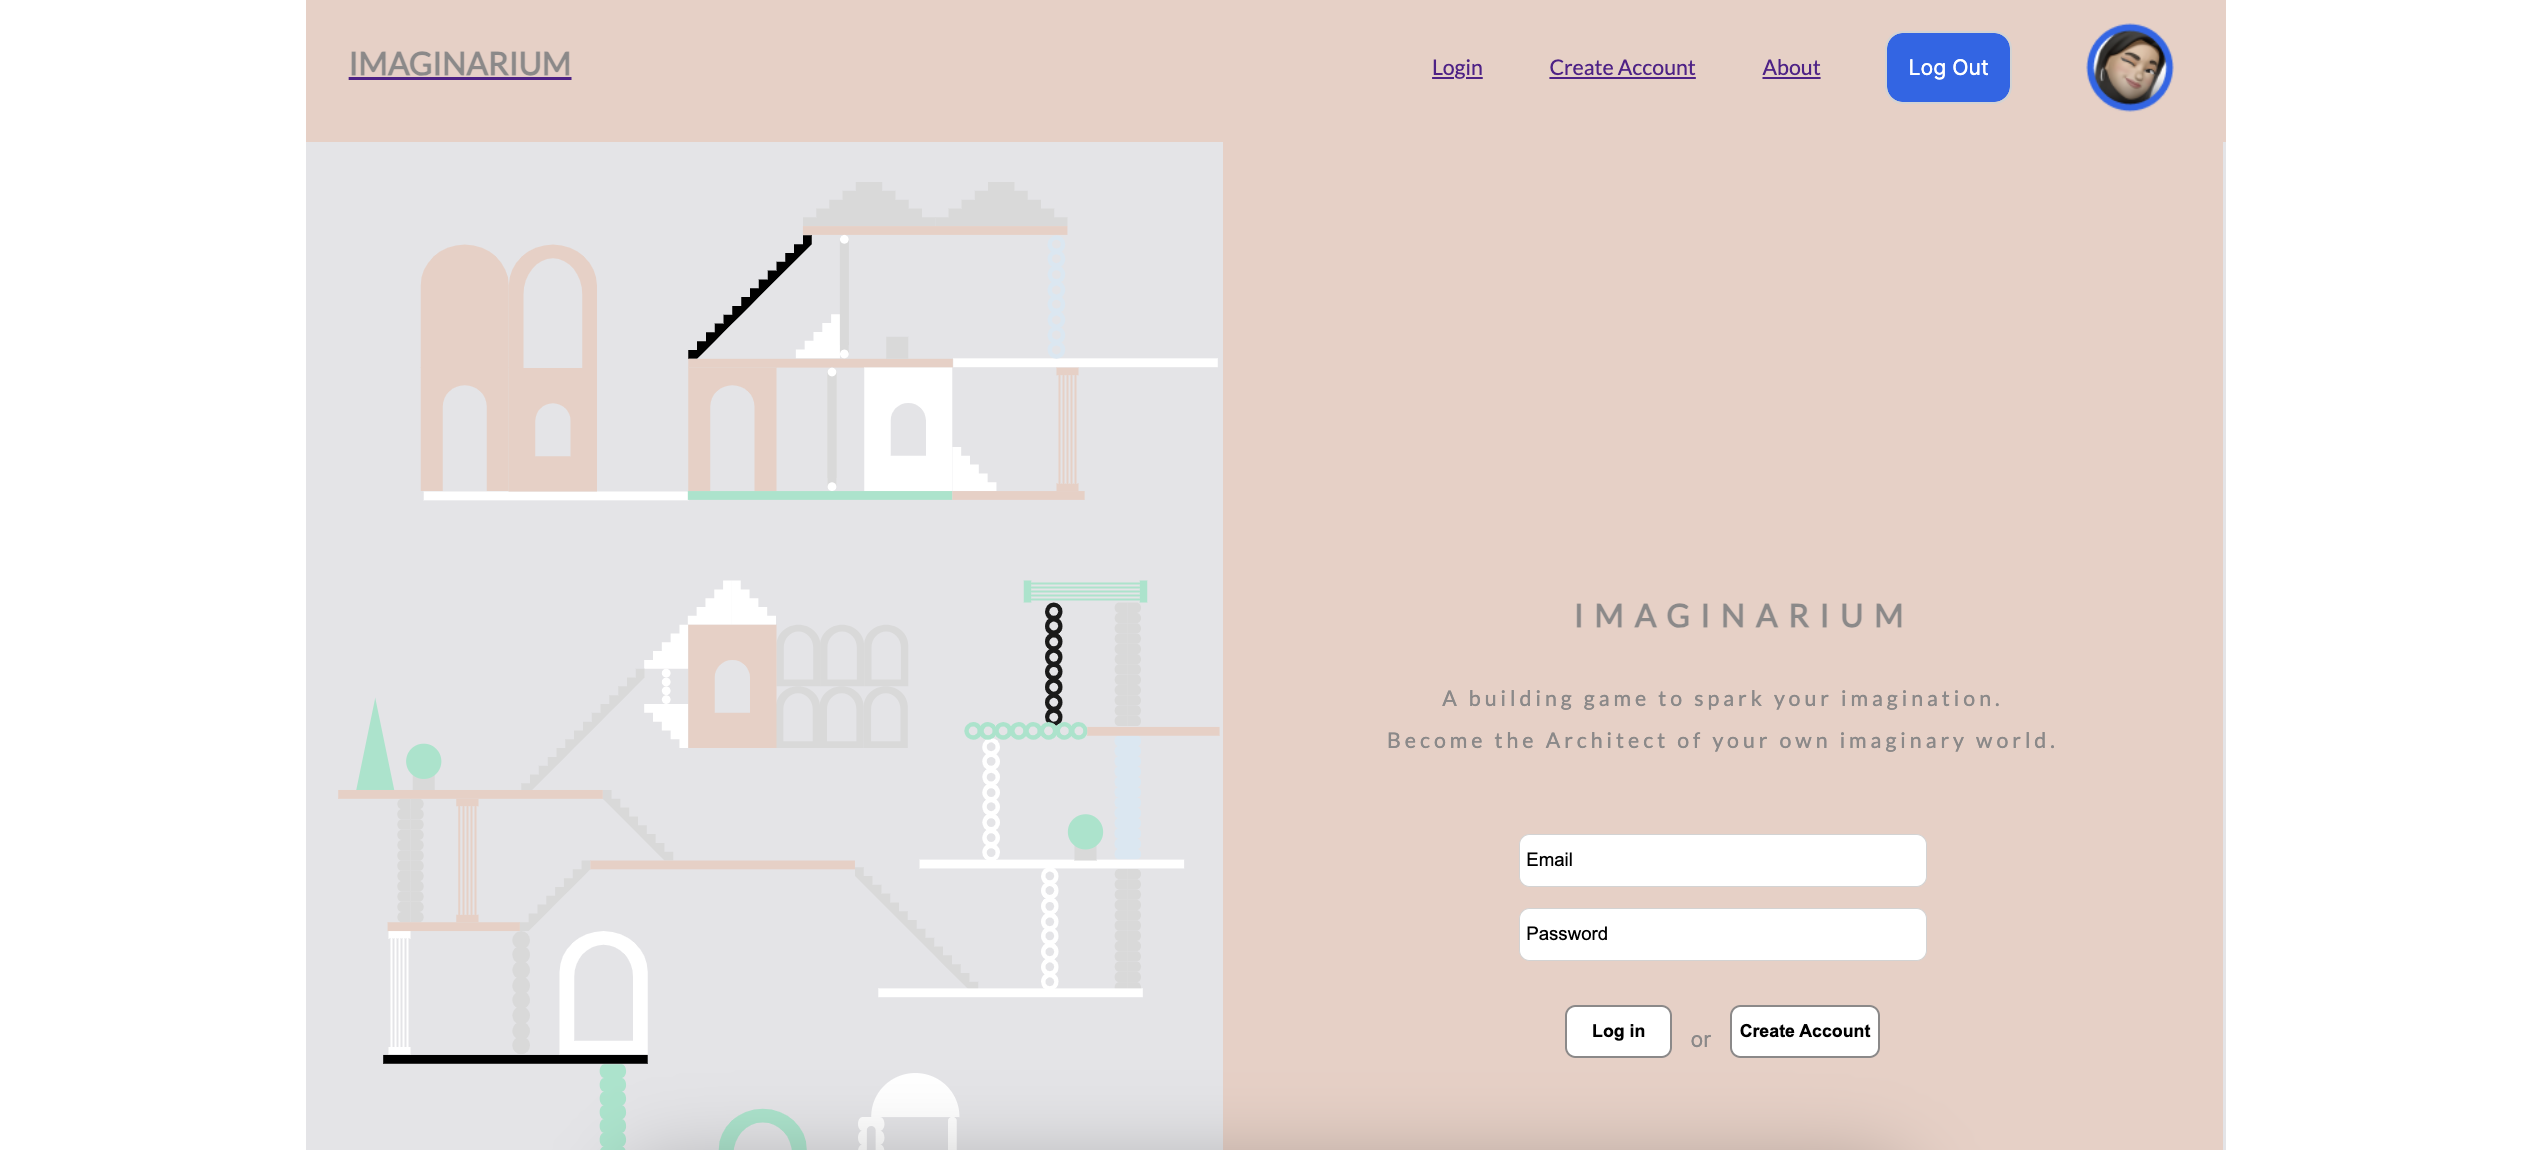 IMAGINARIUM
Login Create Account About Log Out
IMAGINARIUM
A building game to spark your imagination.
Become the Architect of your own imaginary world.
Email
Password
Log in or Create Account